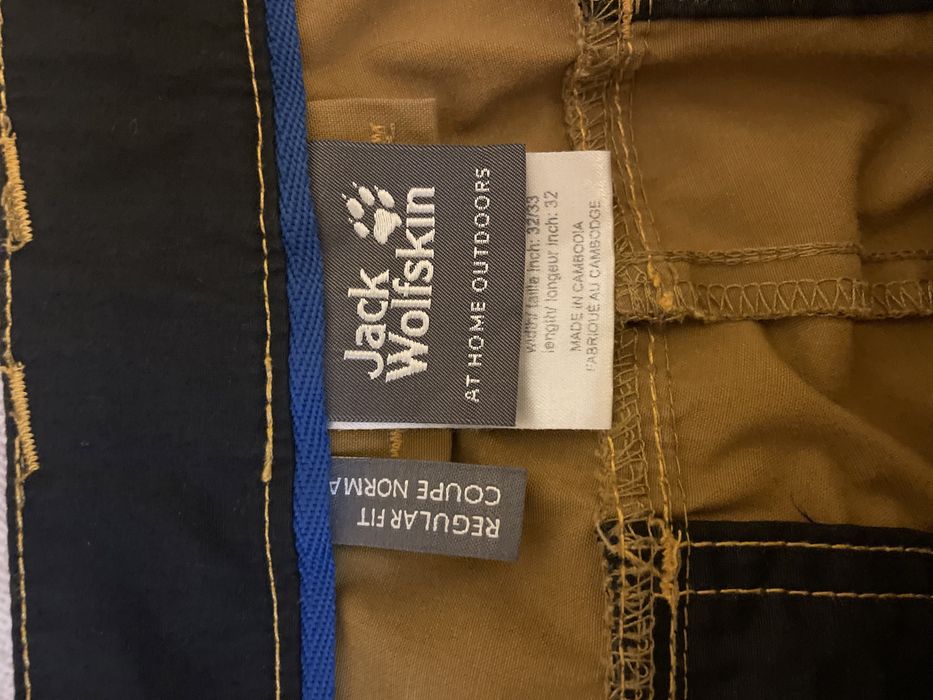 Jack
Wolfskin
AT HOME OUTDOORS
width/ taille inch: 32/33
length/ longeur inch: 32
MADE IN CAMBODIA
FABRIQUÉ AU CAMBODGE
REGULAR FIT
COUPE NORMA